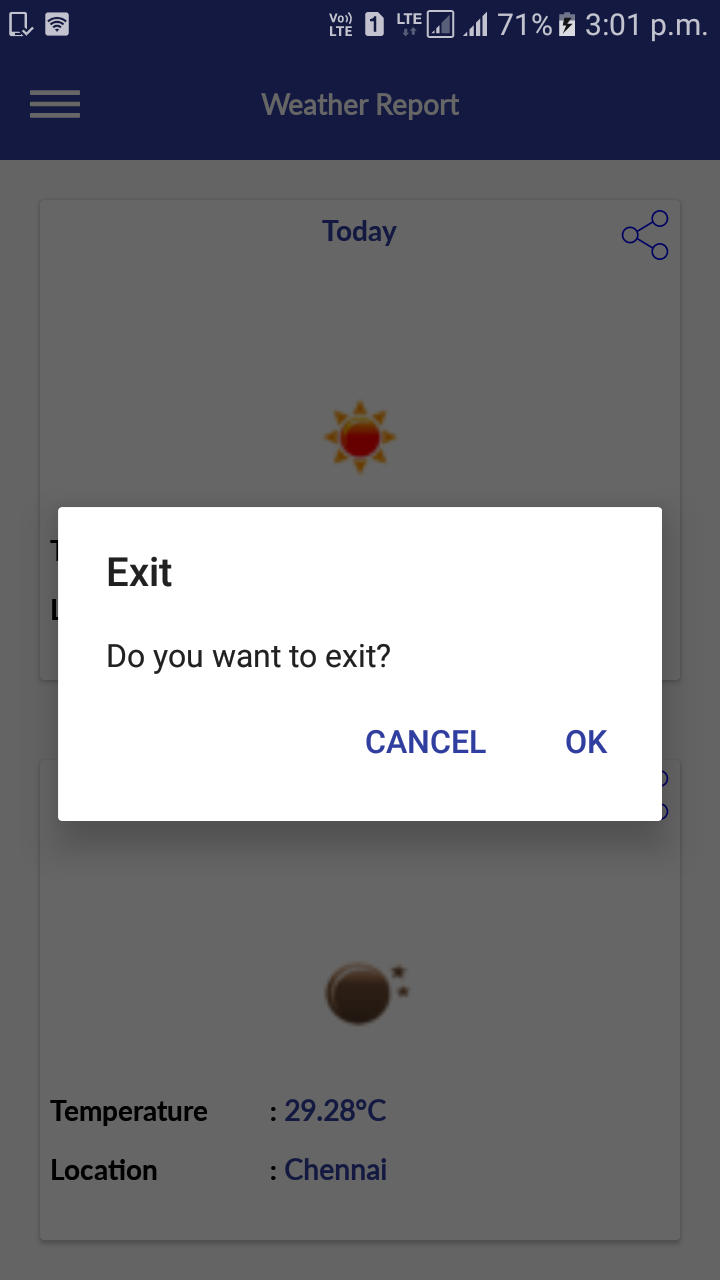 Vo)) LTE 1 LTE 71% 3:01 p.m.
Weather Report
Today
Exit
Do you want to exit?
CANCEL OK
Temperature : 29.28°C
Location : Chennai